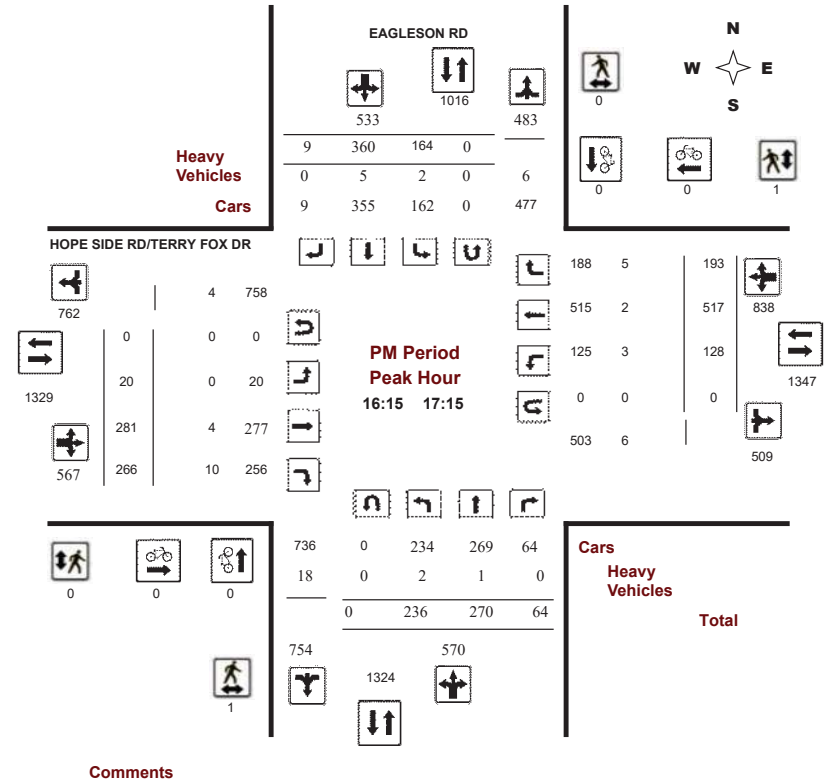 EAGLESON RD
N
W E
S
1016
0
533 483
9 360 164 0
Heavy
Vehicles
0 5 2 0 6
0 0 1
Cars
9 355 162 0 477
HOPE SIDE RD/TERRY FOX DR
188 5 193
762
4 758
515 2 517 838
0 0 0
PM Period
Peak Hour
125 3 128
1329
20 0 20
1347
16:15 17:15
0 0 0
281 4 277
503 6
509
567
266 10 256
736 0 234 269 64
Cars
18 0 2 1 0
Heavy
Vehicles
0 0 0
0 236 270 64
Total
754 570
1324
1
Comments